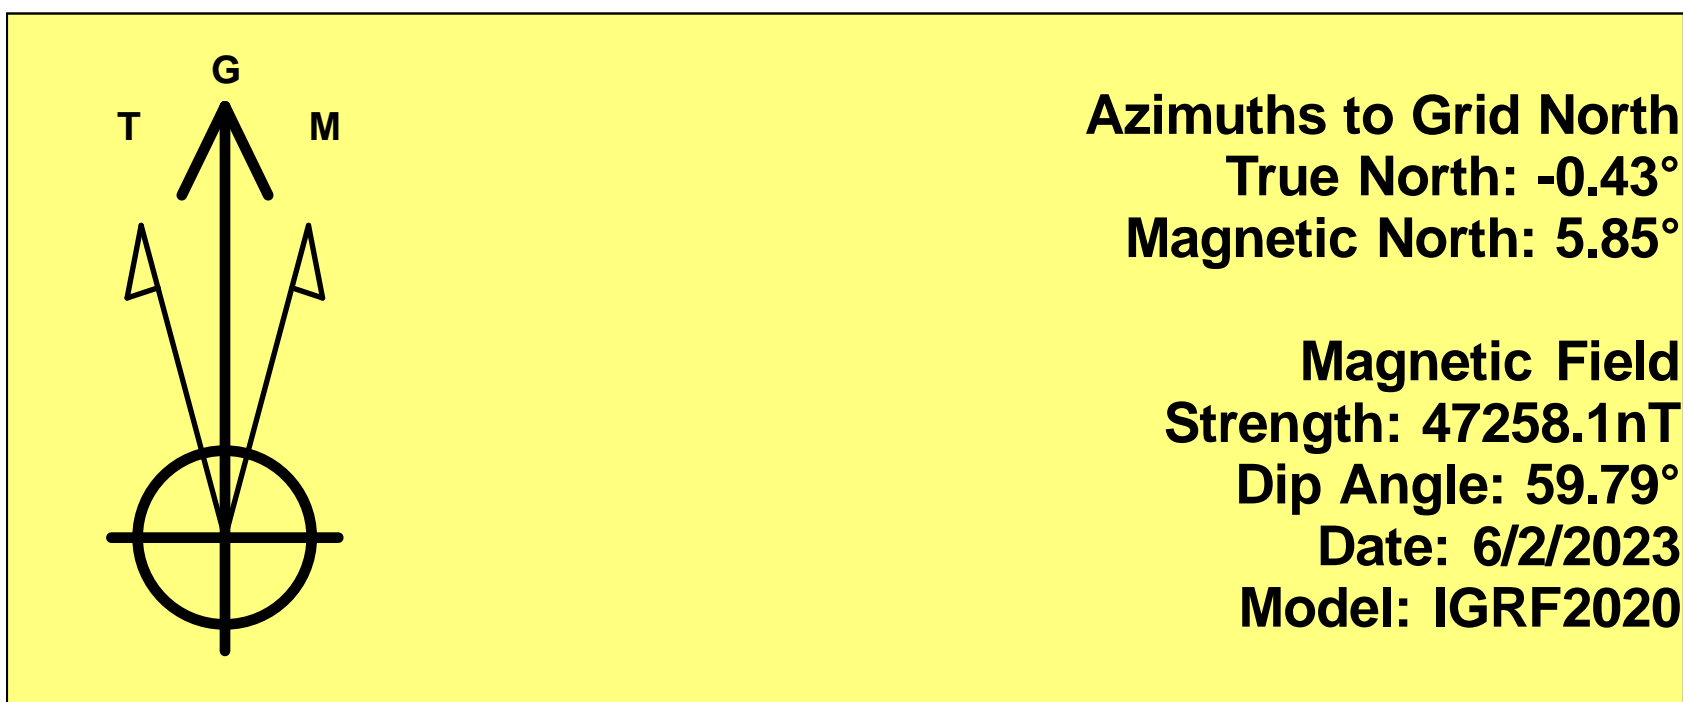 G
T M
Azimuths to Grid North
True North: -0.43°
Magnetic North: 5.85°
Magnetic Field
Strength: 47258.1nT
Dip Angle: 59.79°
Date: 6/2/2023
Model: IGRF2020